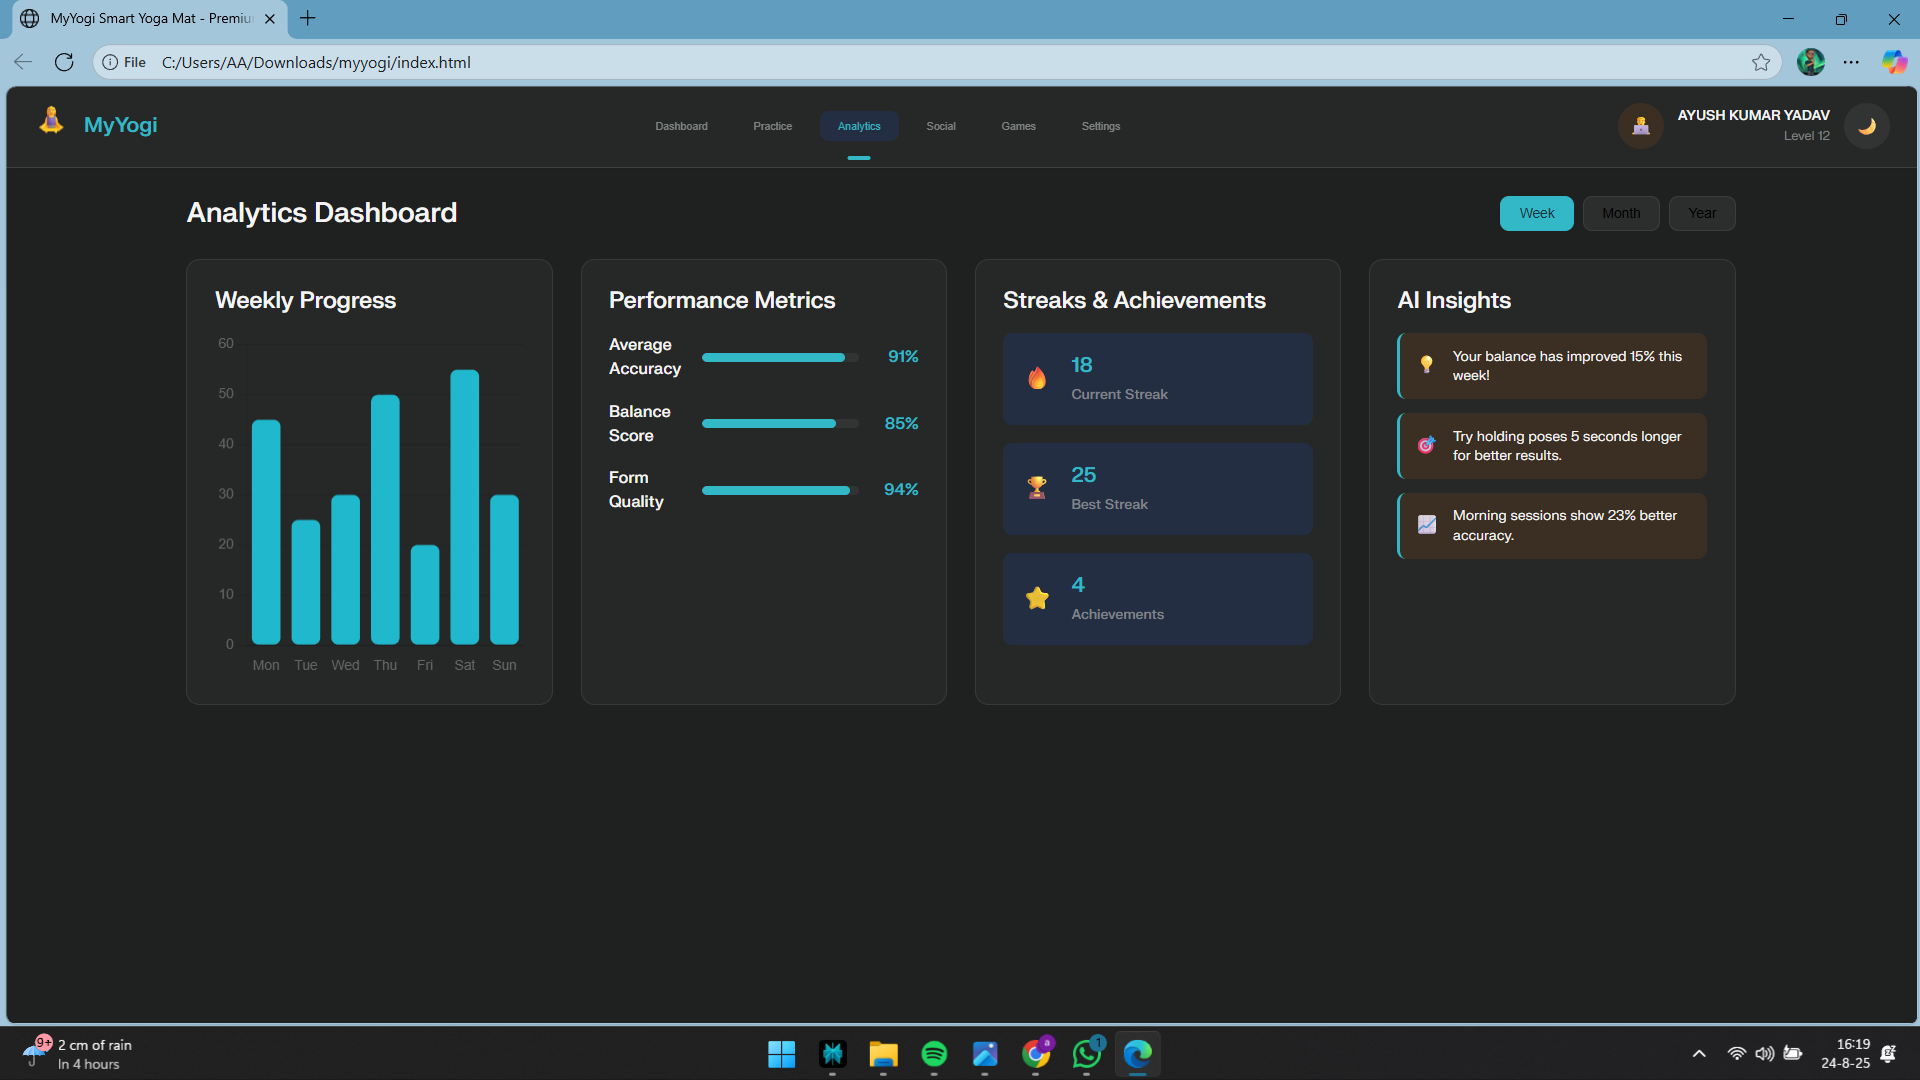 MyYogi Smart Yoga Mat - Premiu
File
C:/Users/AA/Downloads/myyogi/index.html
MyYogi
Dashboard
Practice
Analytics
Social
Games
Settings
AYUSH KUMAR YADAV
Level 12
Analytics Dashboard
Week
Month
Year
Weekly Progress
60
50
40
30
20
10
0
Mon Tue Wed Thu Fri Sat Sun
Performance Metrics
Average
Accuracy
91%
Balance
Score
85%
Form
Quality
94%
Streaks & Achievements
18
Current Streak
25
Best Streak
4
Achievements
AI Insights
Your balance has improved 15% this
week!
Try holding poses 5 seconds longer
for better results.
Morning sessions show 23% better
accuracy.
9+
2 cm of rain
In 4 hours
a
1
16:19
24-8-25